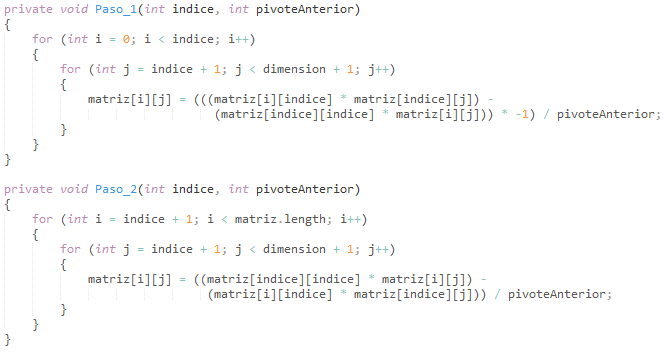 private void Paso_1(int indice, int pivoteAnterior)
{
    for (int i = 0; i < indice; i++)
    {
        for (int j = indice + 1; j < dimension + 1; j++)
        {
            matriz[i][j] = (((matriz[i][indice] * matriz[indice][j]) -
                              (matriz[indice][indice] * matriz[i][j])) * -1) / pivoteAnterior;
        }
    }
}
private void Paso_2(int indice, int pivoteAnterior)
{
    for (int i = indice + 1; i < matriz.length; i++)
    {
        for (int j = indice + 1; j < dimension + 1; j++)
        {
            matriz[i][j] = ((matriz[indice][indice] * matriz[i][j]) -
                             (matriz[i][indice] * matriz[indice][j])) / pivoteAnterior;
        }
    }
}